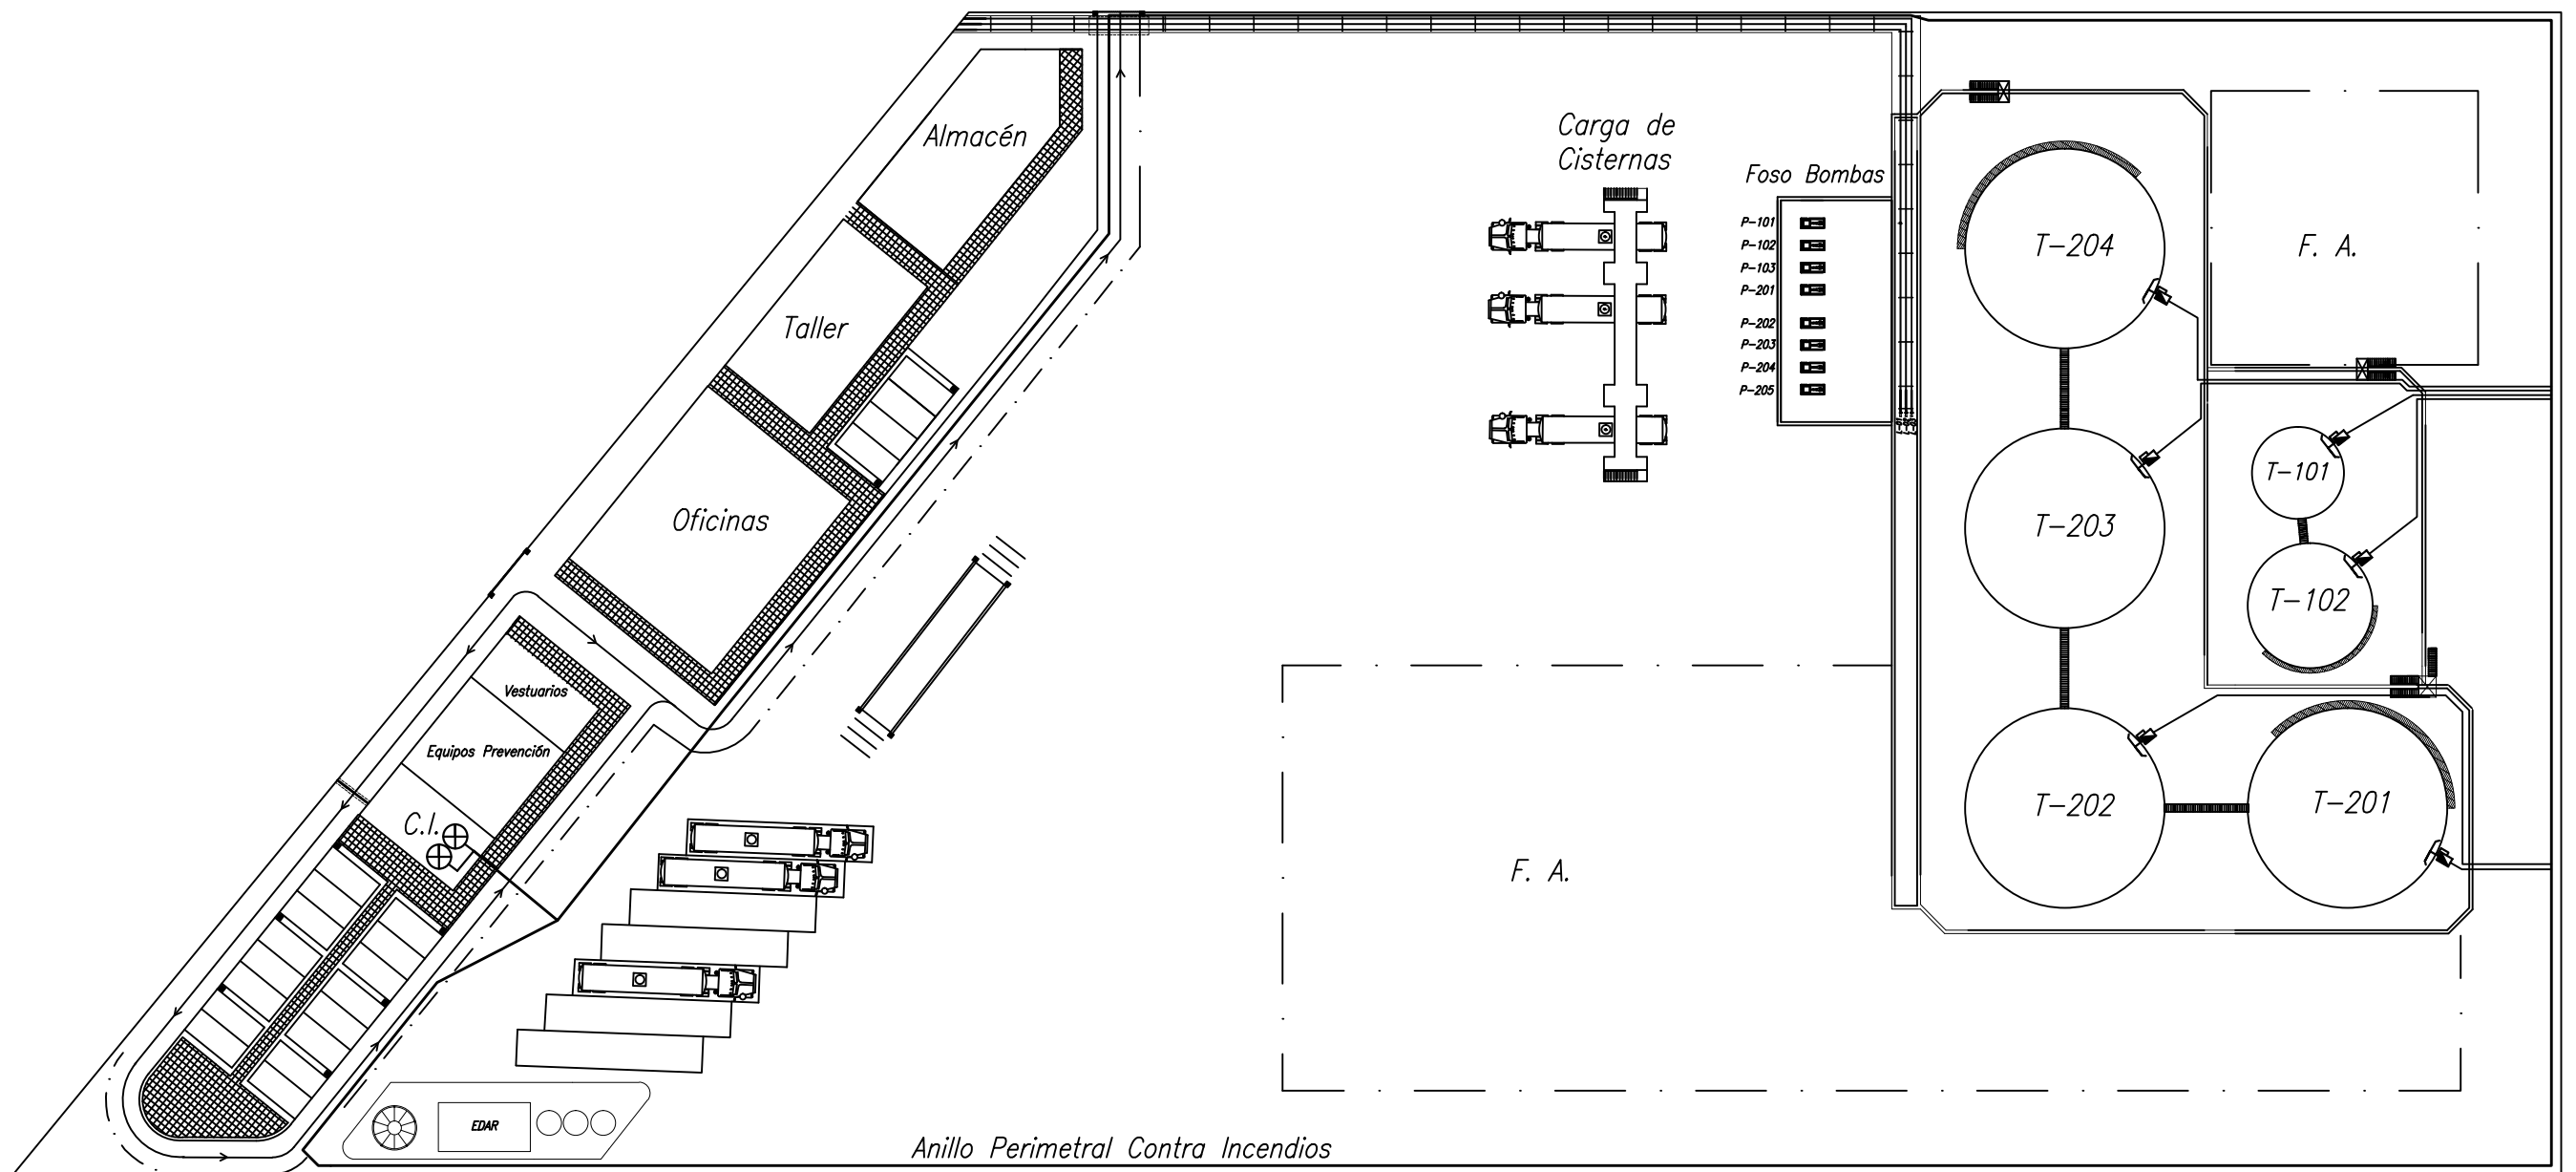 Almacén
Carga de
Cisternas
Foso Bombas
P-101
P-102
P-103
P-201
P-202
P-203
P-204
P-205
T-204
F. A.
Taller
Oficinas
T-203
T-101
T-102
Vestuarios
Equipos Prevención
C.I.
T-202
T-201
F. A.
EDAR
Anillo Perimetral Contra Incendios